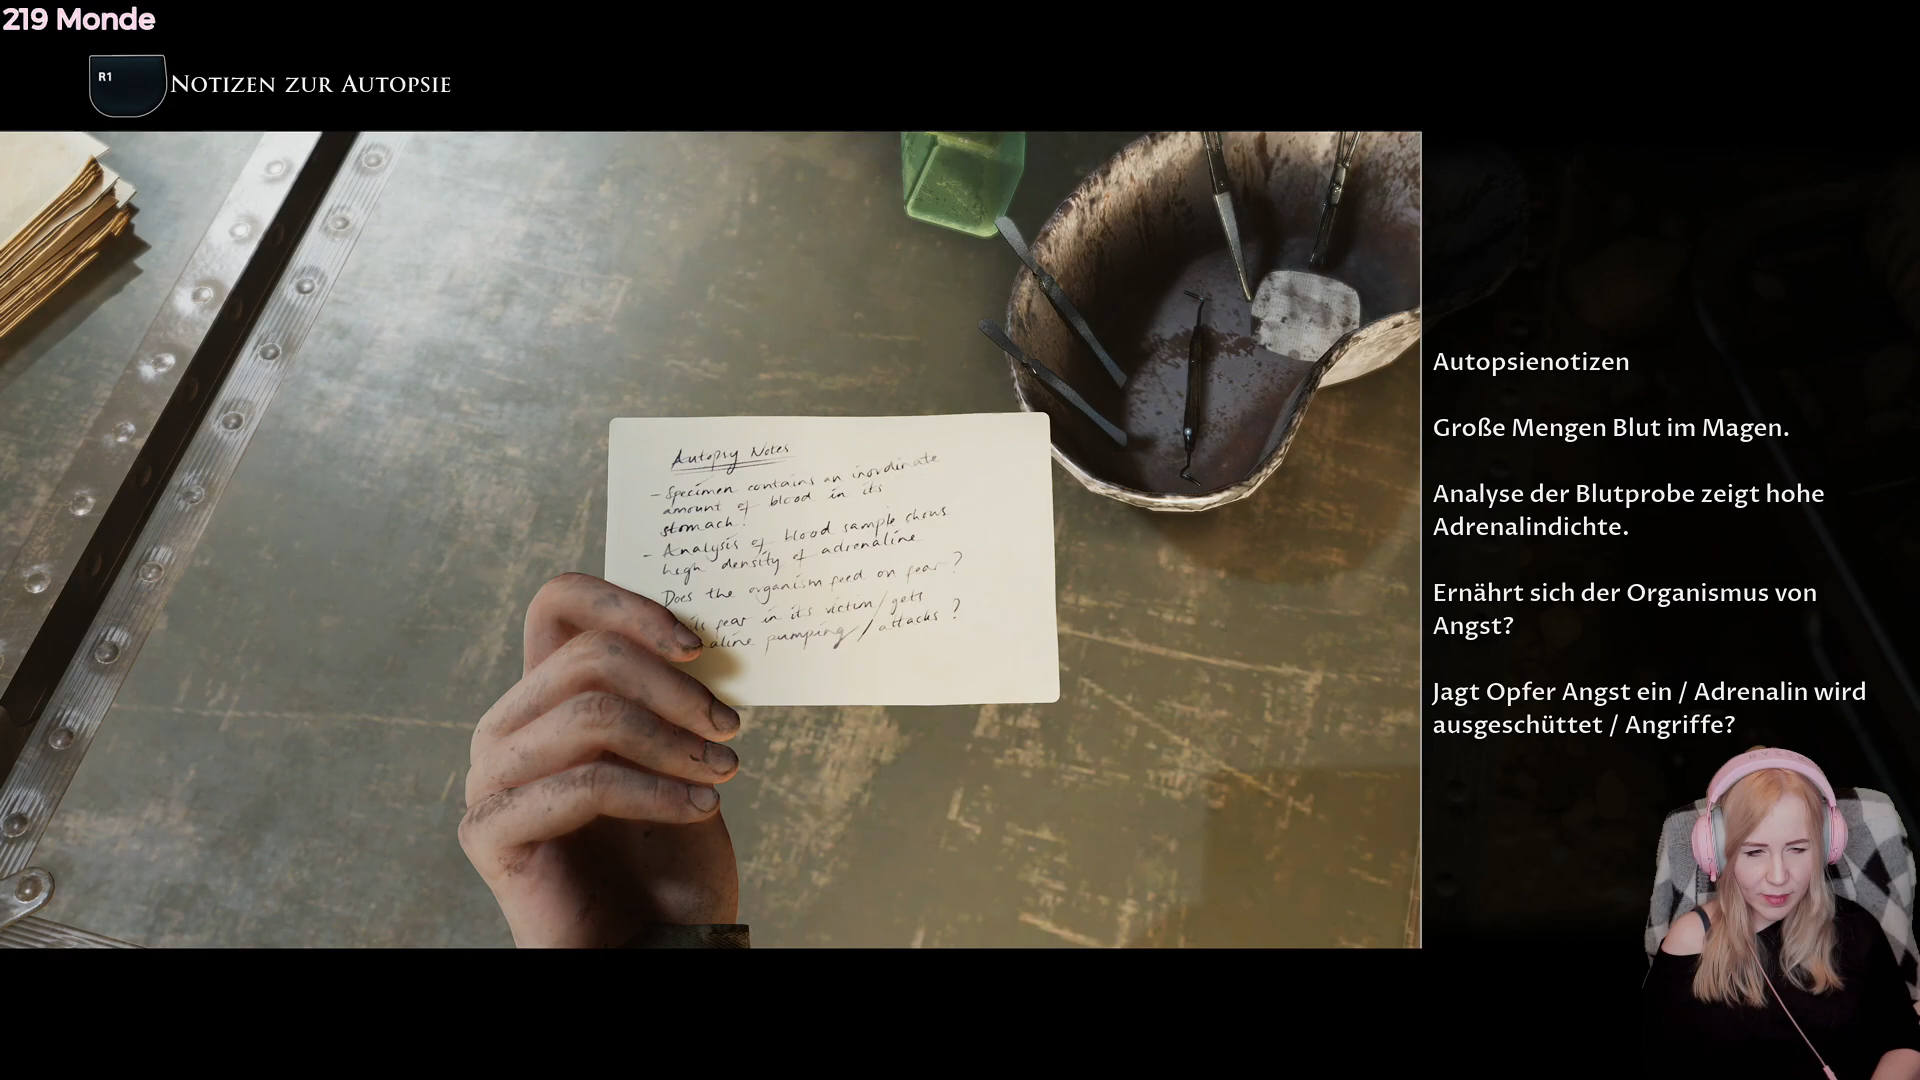 219 Monde
R1
Notizen zur Autopsie
Autopsy Notes
- Specimen contains an inordinate
amount of blood in its
stomach.
- Analysis of blood sample shows
high density of adrenaline
Does the organism feed on fear?
fear in its victim/gets
aline pumping/attacks?
Autopsienotizen
Große Mengen Blut im Magen.
Analyse der Blutprobe zeigt hohe
Adrenalindichte.
Ernährt sich der Organismus von
Angst?
Jagt Opfer Angst ein / Adrenalin wird
ausgeschüttet / Angriffe?